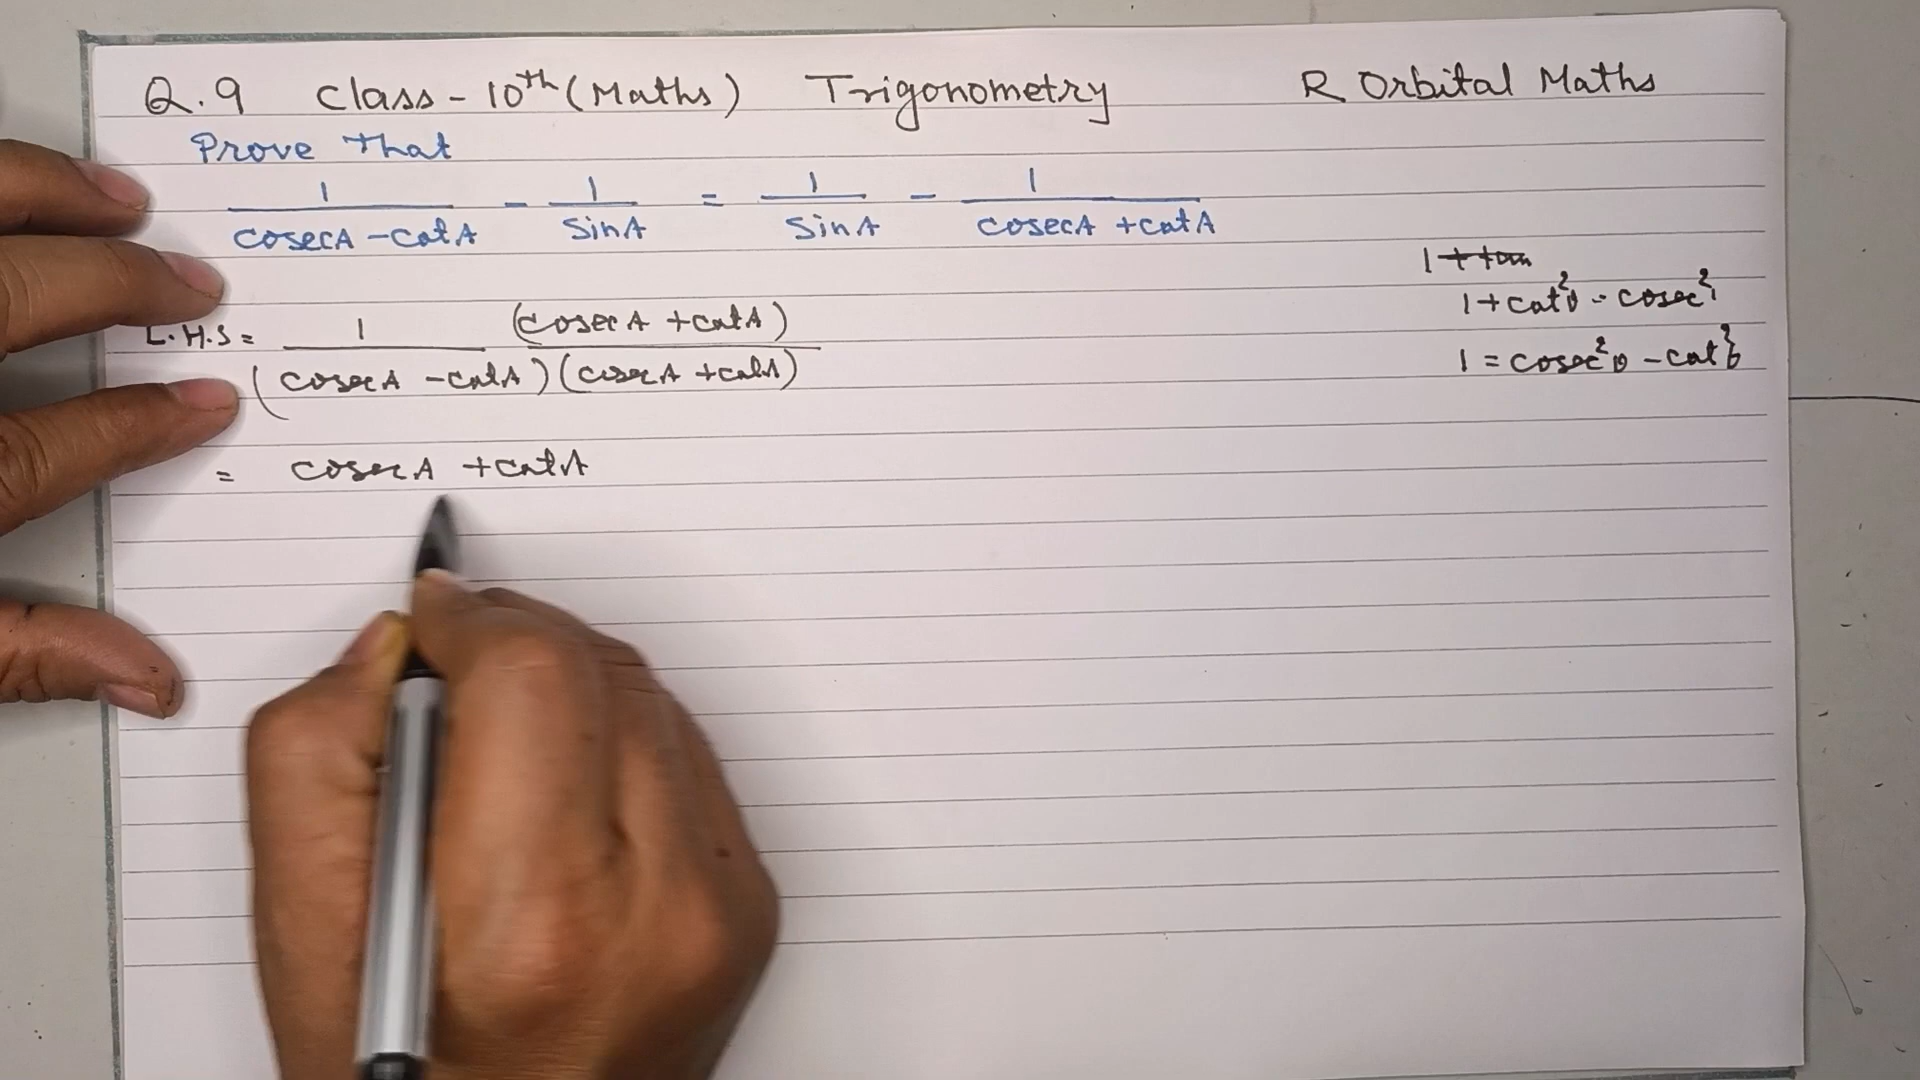 Q.9 Class-10th (Maths) Trigonometry R Orbital Maths
Prove That
1/(cosecA - cotA) - 1/SinA = 1/SinA - 1/(cosecA + cotA)
1 + tan
1 + cot²θ = cosec²
1 = cosec²θ - cot²θ
L.H.S = 1/(cosecA - cotA) (cosecA + cotA)/(cosecA + cotA)
= cosecA + cotA